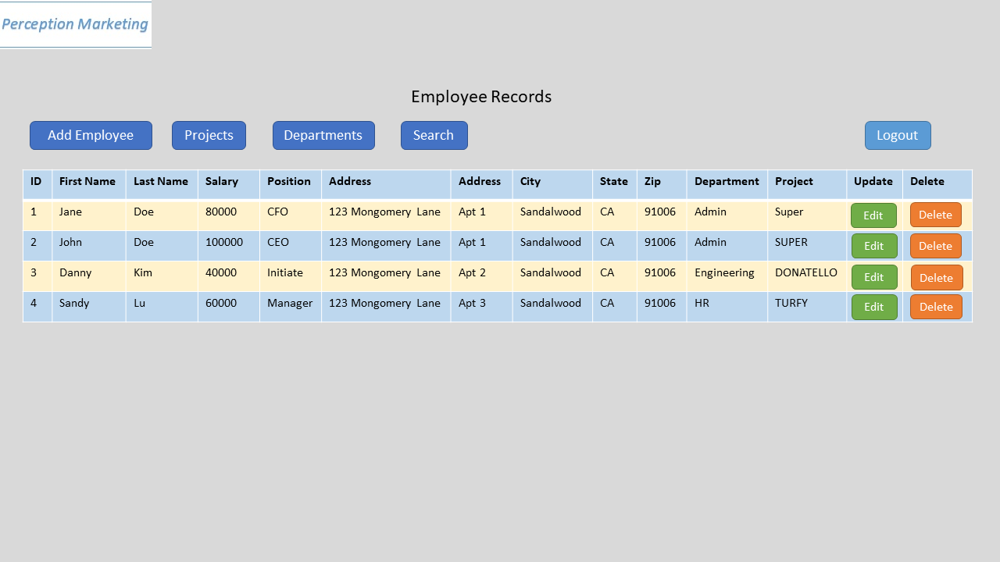 Perception Marketing
Employee Records
Add Employee Projects Departments Search Logout
ID First Name Last Name Salary Position Address Address City State Zip Department Project Update Delete
1 Jane Doe 80000 CFO 123 Mongomery Lane Apt 1 Sandalwood CA 91006 Admin Super Edit Delete
2 John Doe 100000 CEO 123 Mongomery Lane Apt 1 Sandalwood CA 91006 Admin SUPER Edit Delete
3 Danny Kim 40000 Initiate 123 Mongomery Lane Apt 2 Sandalwood CA 91006 Engineering DONATELLO Edit Delete
4 Sandy Lu 60000 Manager 123 Mongomery Lane Apt 3 Sandalwood CA 91006 HR TURFY Edit Delete